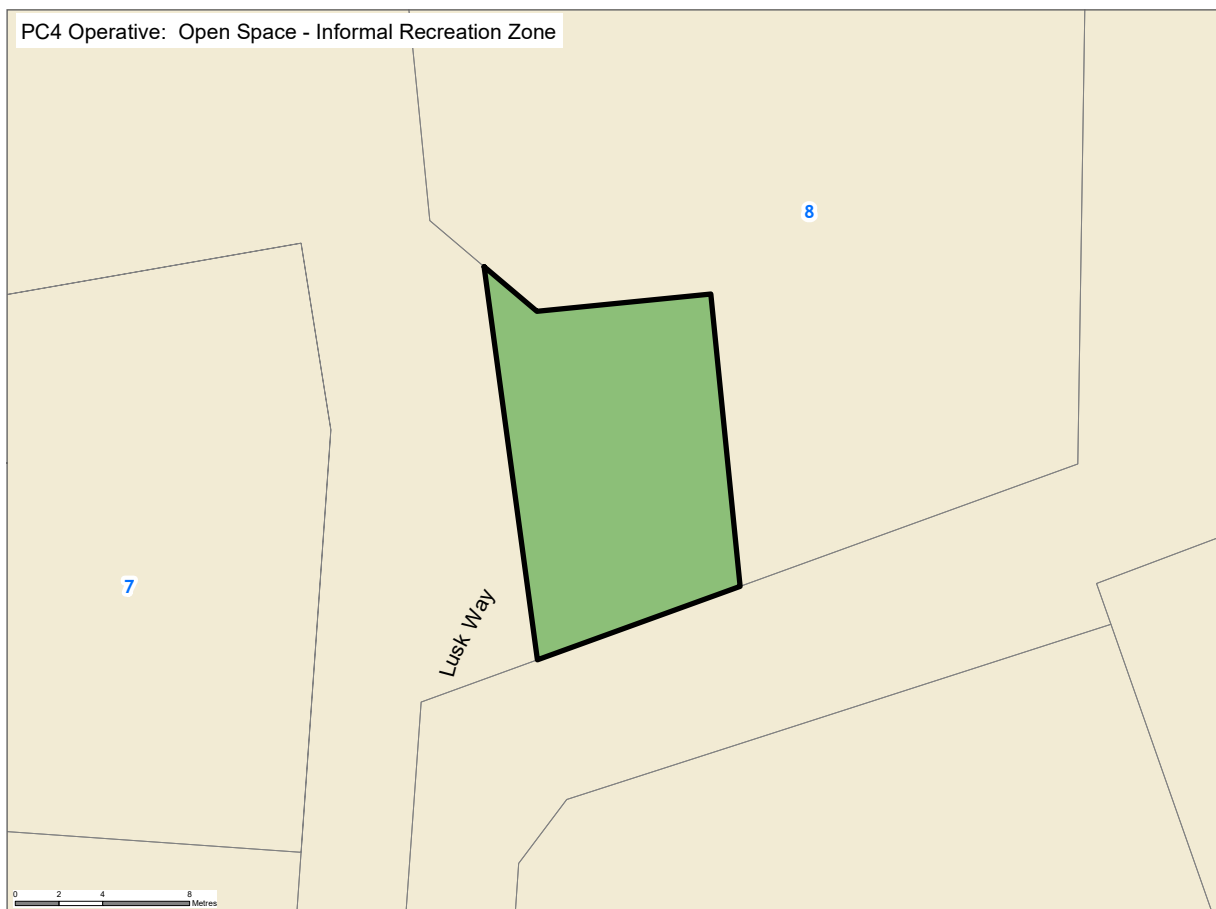 PC4 Operative:  Open Space - Informal Recreation Zone
8
7
Lusk Way
0 2 4 8
Metres